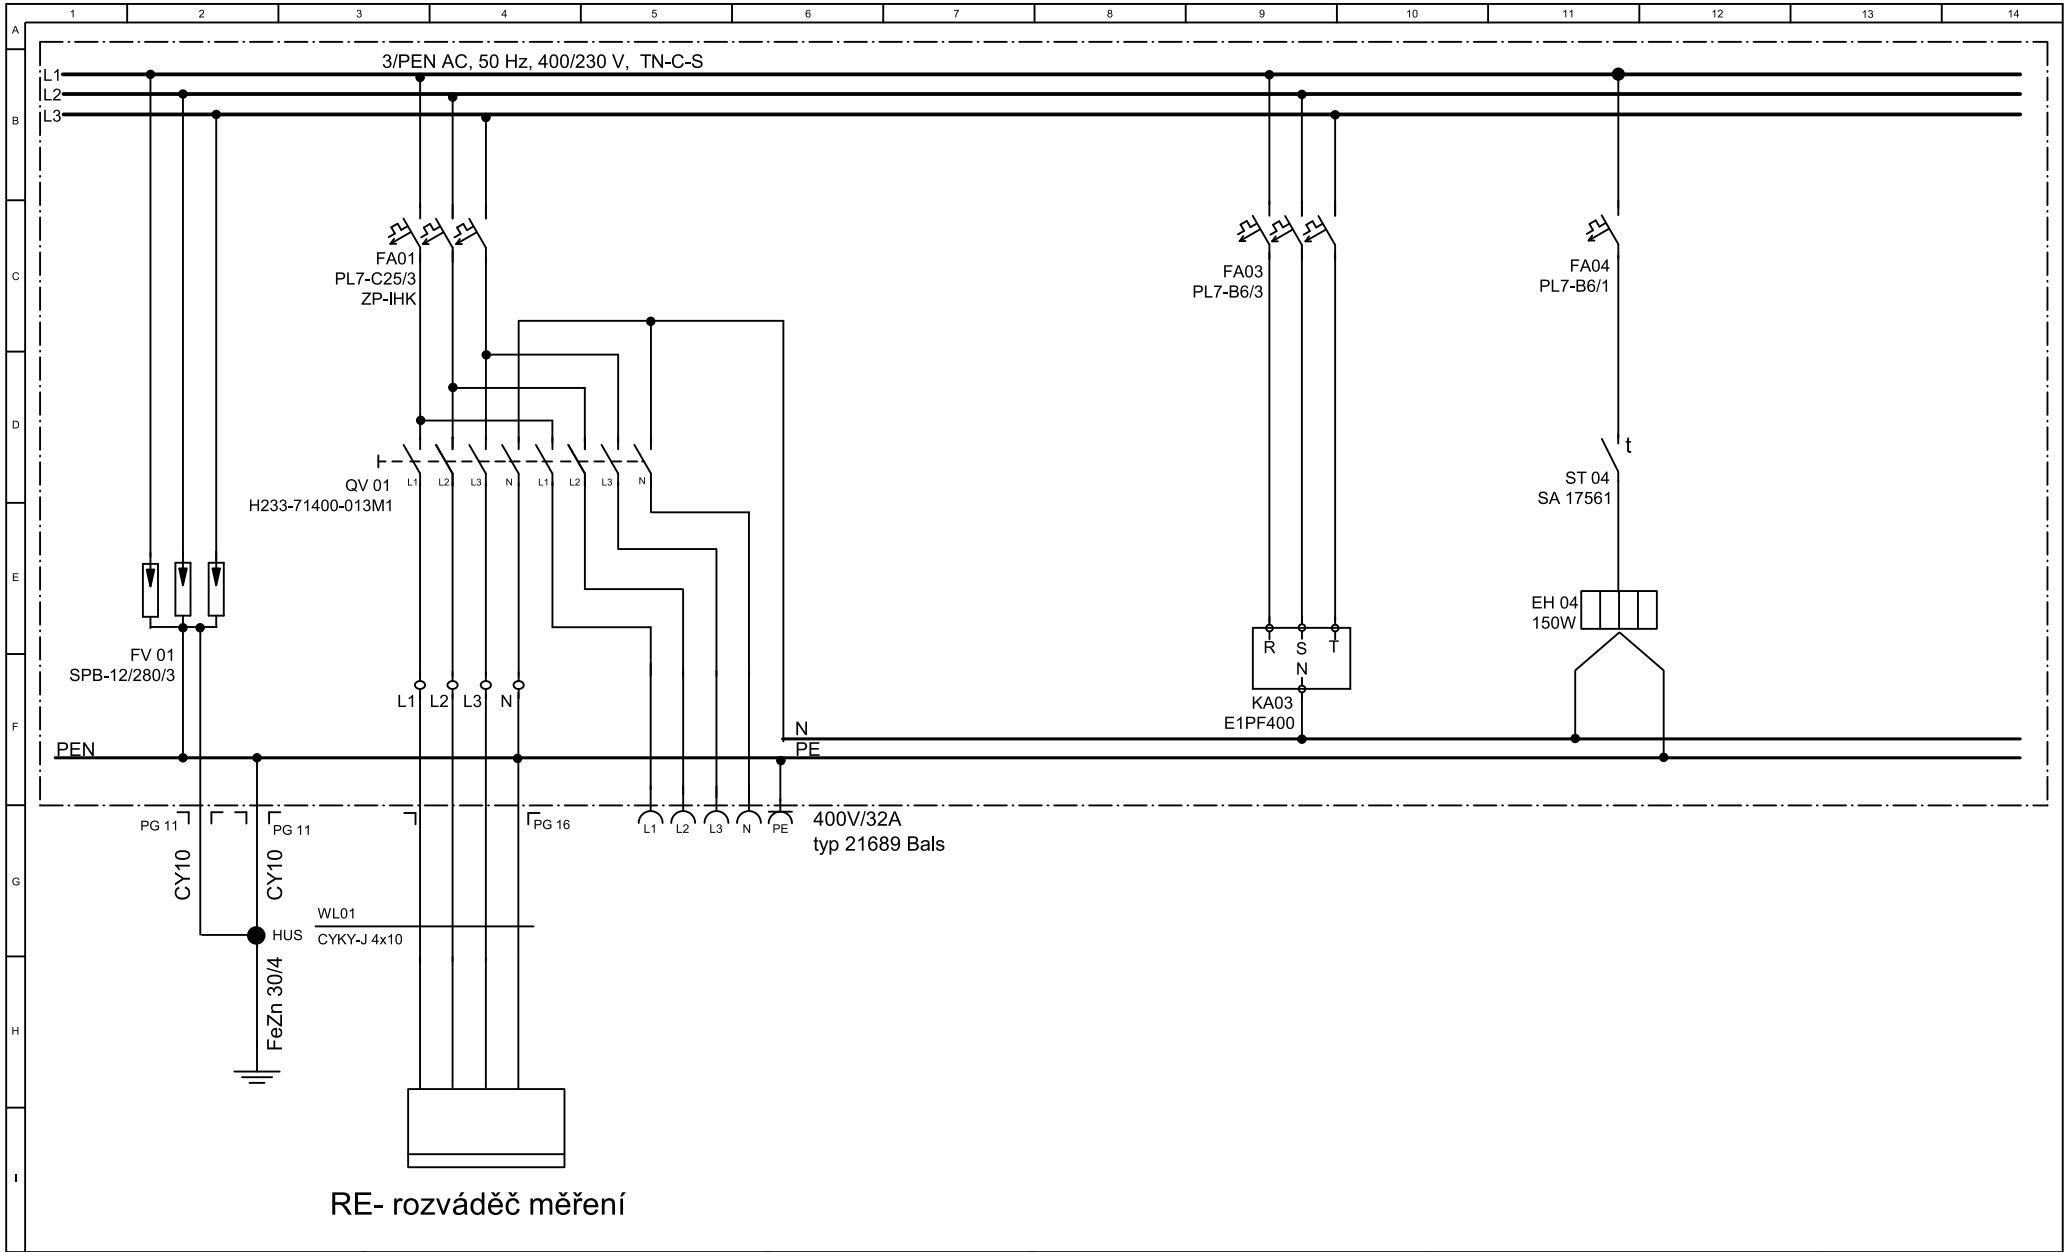 1 2 3 4 5 6 7 8 9 10 11 12 13 14
A
3/PEN AC, 50 Hz, 400/230 V, TN-C-S
L1
L2
L3
B
C
FA01
PL7-C25/3
ZP-IHK
FA03
PL7-B6/3
FA04
PL7-B6/1
D
t
QV 01
H233-71400-013M1
L1 L2 L3 N L1 L2 L3 N
ST 04
SA 17561
E
EH 04
150W
FV 01
SPB-12/280/3
R S T
N
KA03
E1PF400
L1 L2 L3 N
F
N
PEN
PE
PG 11
PG 11
PG 16
L1 L2 L3 N PE
400V/32A
typ 21689 Bals
CY10
CY10
G
WL01
CYKY-J 4x10
HUS
FeZn 30/4
H
I
RE- rozváděč měření